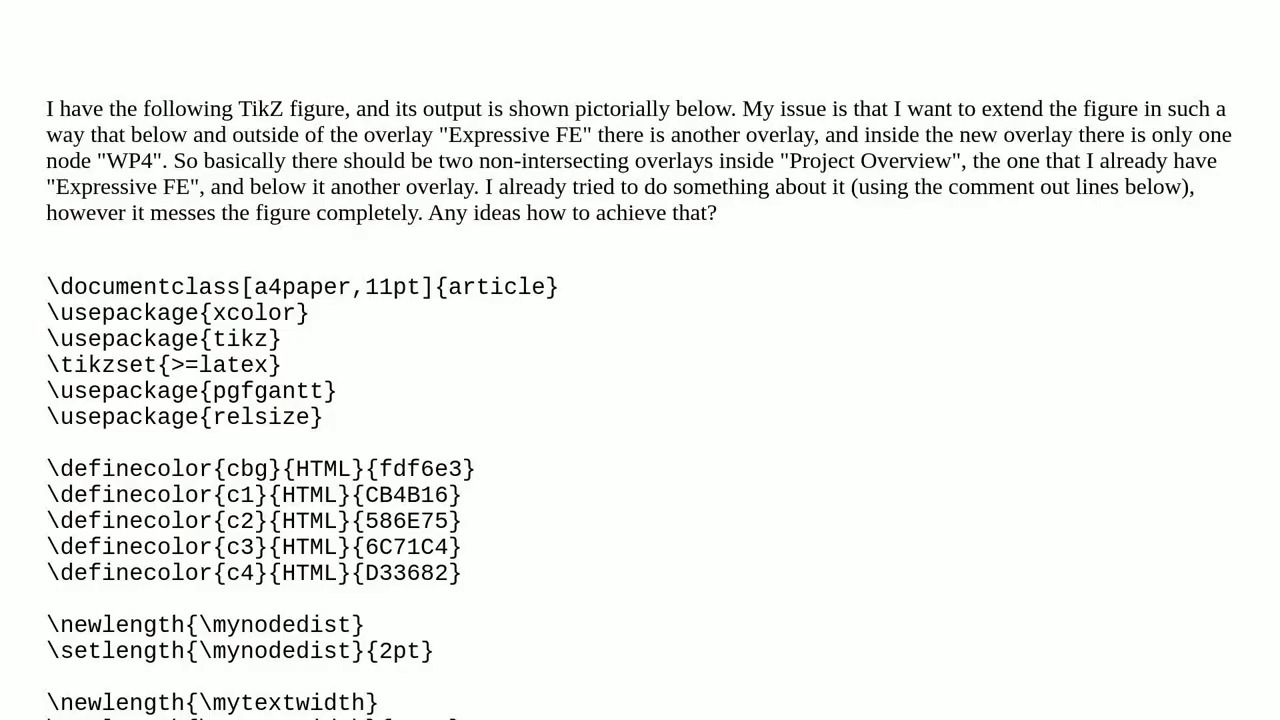 I have the following TikZ figure, and its output is shown pictorially below. My issue is that I want to extend the figure in such a
way that below and outside of the overlay "Expressive FE" there is another overlay, and inside the new overlay there is only one
node "WP4". So basically there should be two non-intersecting overlays inside "Project Overview", the one that I already have
"Expressive FE", and below it another overlay. I already tried to do something about it (using the comment out lines below),
however it messes the figure completely. Any ideas how to achieve that?
\documentclass[a4paper,11pt]{article}
\usepackage{xcolor}
\usepackage{tikz}
\tikzset{>=latex}
\usepackage{pgfgantt}
\usepackage{relsize}
\definecolor{cbg}{HTML}{fdf6e3}
\definecolor{c1}{HTML}{CB4B16}
\definecolor{c2}{HTML}{586E75}
\definecolor{c3}{HTML}{6C71C4}
\definecolor{c4}{HTML}{D33682}
\newlength{\mynodedist}
\setlength{\mynodedist}{2pt}
\newlength{\mytextwidth}